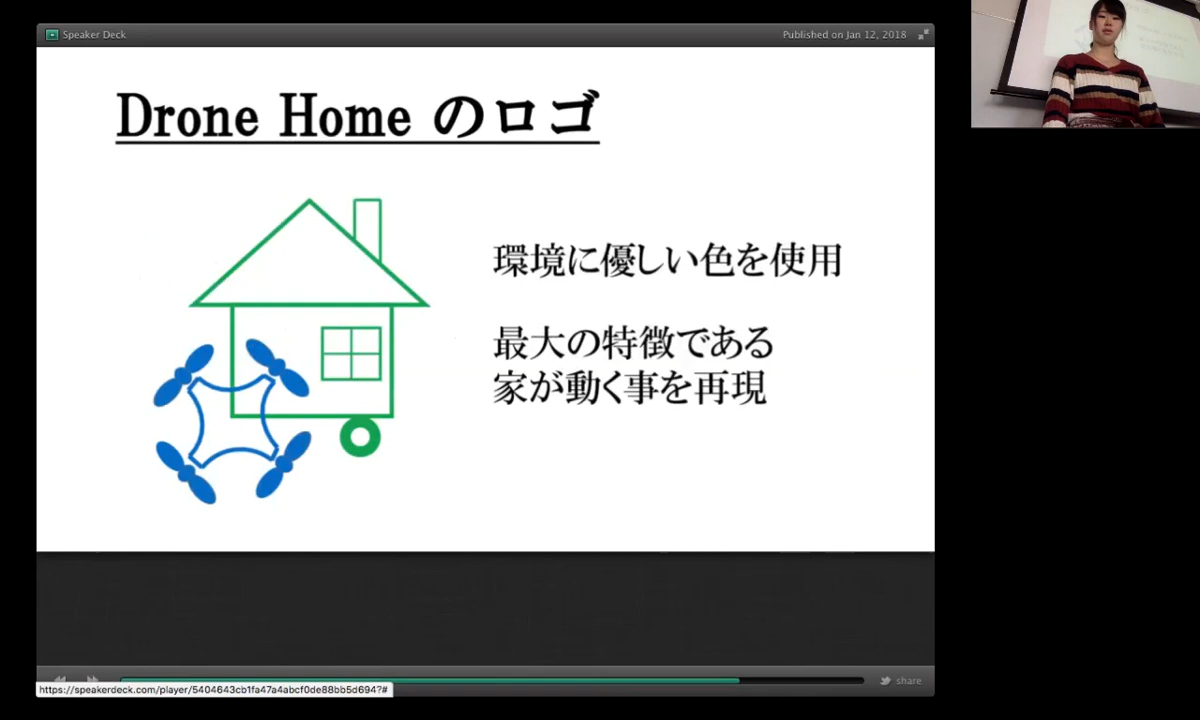 Speaker Deck
Published on Jan 12, 2018
Drone Home のロゴ
環境に優しい色を使用
最大の特徴である
家が動く事を再現
share
https://speakerdeck.com/player/5404643cb1fa47a4abcf0de88bb5d694?#